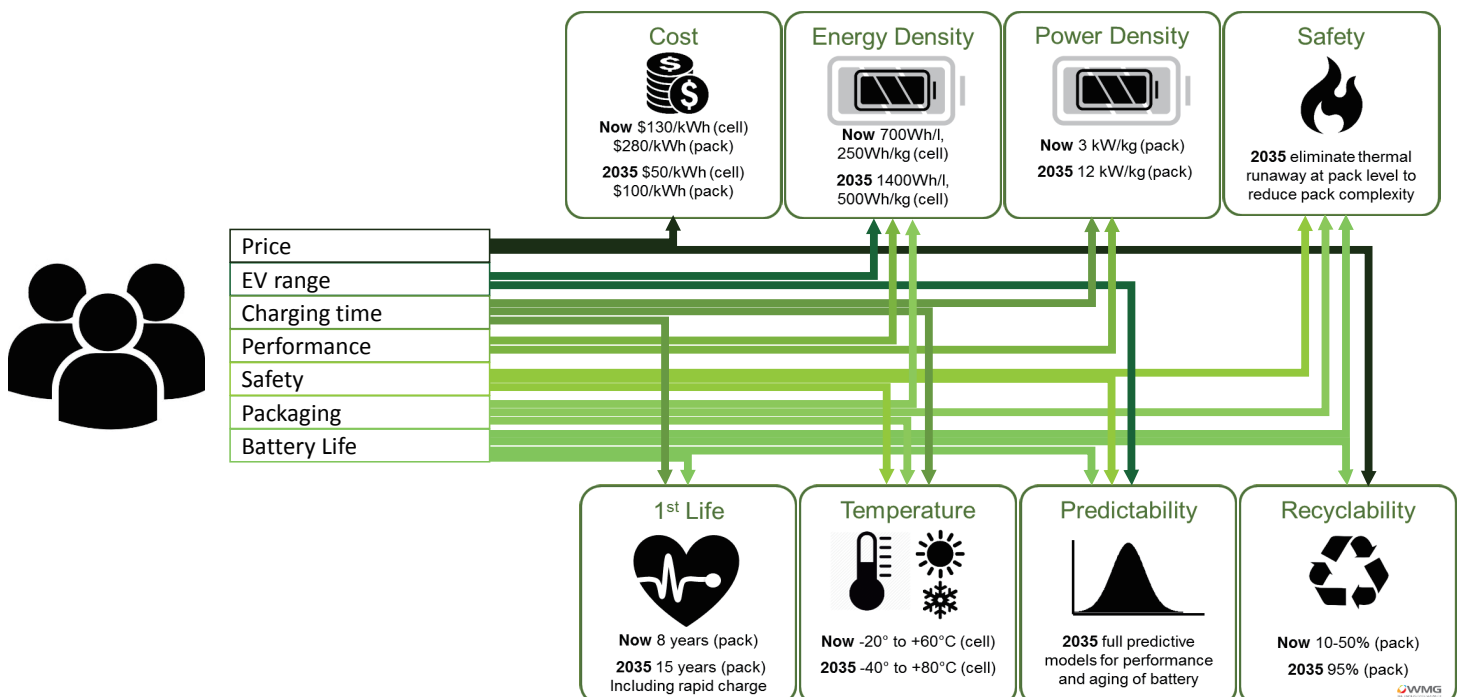 Cost
Now $130/kWh (cell)
$280/kWh (pack)
2035 $50/kWh (cell)
$100/kWh (pack)
Energy Density
Now 700Wh/l,
250Wh/kg (cell)
2035 1400Wh/l,
500Wh/kg (cell)
Power Density
Now 3 kW/kg (pack)
2035 12 kW/kg (pack)
Safety
2035 eliminate thermal
runaway at pack level to
reduce pack complexity
Price
EV range
Charging time
Performance
Safety
Packaging
Battery Life
1st Life
Now 8 years (pack)
2035 15 years (pack)
Including rapid charge
Temperature
Now -20° to +60°C (cell)
2035 -40° to +80°C (cell)
Predictability
2035 full predictive
models for performance
and aging of battery
Recyclability
Now 10-50% (pack)
2035 95% (pack)
WMG